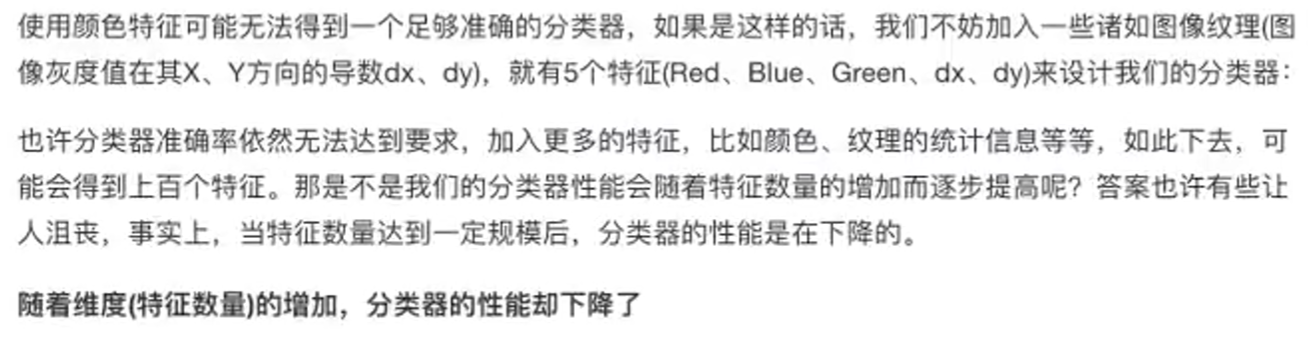 使用颜色特征可能无法得到一个足够准确的分类器，如果是这样的话，我们不妨加入一些诸如图像纹理(图
像灰度值在其X、Y方向的导数dx、dy)，就有5个特征(Red、Blue、Green、dx、dy)来设计我们的分类器：
也许分类器准确率依然无法达到要求，加入更多的特征，比如颜色、纹理的统计信息等等，如此下去，可
能会得到上百个特征。那是不是我们的分类器性能会随着特征数量的增加而逐步提高呢？答案也许有些让
人沮丧，事实上，当特征数量达到一定规模后，分类器的性能是在下降的。
随着维度(特征数量)的增加，分类器的性能却下降了